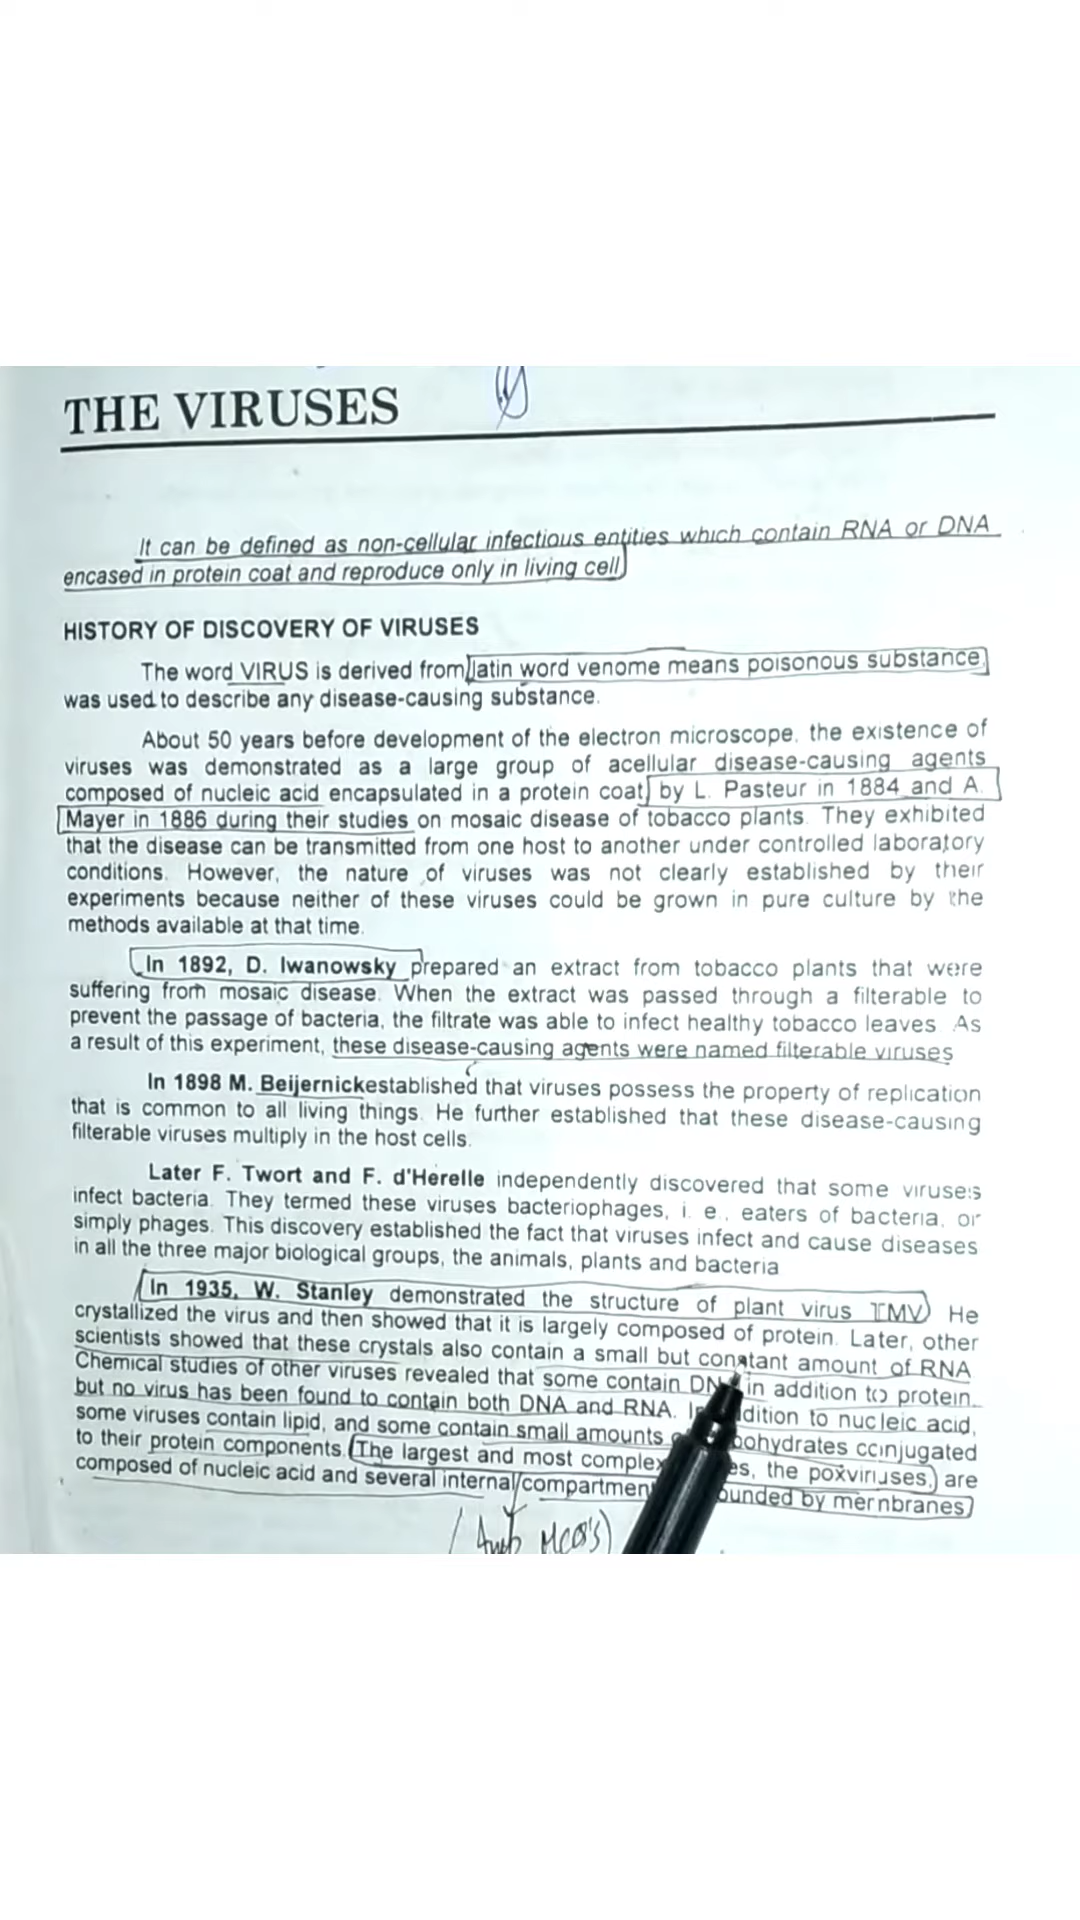 THE VIRUSES
It can be defined as non-cellular infectious entities which contain RNA or DNA
encased in protein coat and reproduce only in living cell
HISTORY OF DISCOVERY OF VIRUSES
The word VIRUS is derived from latin word venome means poisonous substance,
was used to describe any disease-causing substance.
About 50 years before development of the electron microscope, the existence of
viruses was demonstrated as a large group of acellular disease-causing agents
composed of nucleic acid encapsulated in a protein coat by L. Pasteur in 1884 and A.
Mayer in 1886 during their studies on mosaic disease of tobacco plants. They exhibited
that the disease can be transmitted from one host to another under controlled laboratory
conditions. However, the nature of viruses was not clearly established by their
experiments because neither of these viruses could be grown in pure culture by the
methods available at that time.
In 1892, D. Iwanowsky prepared an extract from tobacco plants that were
suffering from mosaic disease. When the extract was passed through a filterable to
prevent the passage of bacteria, the filtrate was able to infect healthy tobacco leaves. As
a result of this experiment, these disease-causing agents were named filterable viruses
In 1898 M. Beijernickestablished that viruses possess the property of replication
that is common to all living things. He further established that these disease-causing
filterable viruses multiply in the host cells.
Later F. Twort and F. d'Herelle independently discovered that some viruses
infect bacteria. They termed these viruses bacteriophages, i. e., eaters of bacteria, or
simply phages. This discovery established the fact that viruses infect and cause diseases
in all the three major biological groups, the animals, plants and bacteria
In 1935, W. Stanley demonstrated the structure of plant virus TMV) He
crystallized the virus and then showed that it is largely composed of protein. Later, other
scientists showed that these crystals also contain a small but constant amount of RNA
Chemical studies of other viruses revealed that some contain in addition to protein.
but no virus has been found to contain both DNA and RNA. to nucleic acid,
some viruses contain lipid, and some contain small amounts conjugated
to their protein components. (The largest and most complex the poxviruses,) are
composed of nucleic acid and several internal by membranes